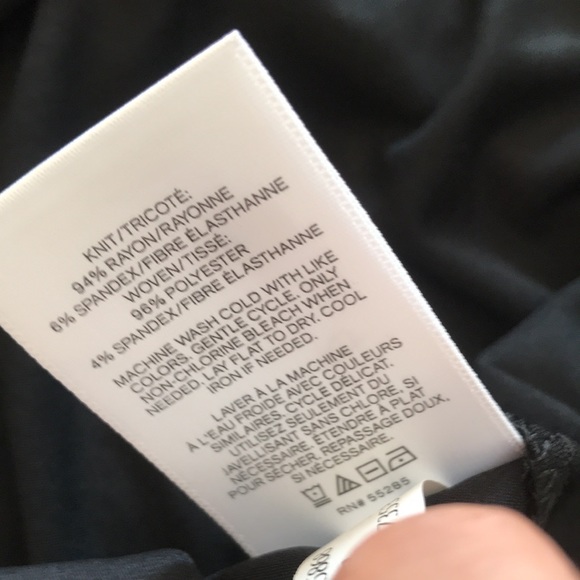 KNIT/TRICOTÉ:
94% RAYON/RAYONNE
6% SPANDEX/FIBRE ÉLASTHANNE
WOVEN/TISSÉ:
96% POLYESTER
4% SPANDEX/FIBRE ÉLASTHANNE
MACHINE WASH COLD WITH LIKE
COLORS, GENTLE CYCLE. ONLY
NON-CHLORINE BLEACH WHEN
NEEDED. LAY FLAT TO DRY. COOL
IRON IF NEEDED.
LAVER À LA MACHINE
À L'EAU FROIDE AVEC COULEURS
SIMILAIRES, CYCLE DÉLICAT.
UTILISEZ SEULEMENT DU
JAVELLISANT SANS CHLORE, SI
NÉCESSAIRE. ÉTENDRE À PLAT
POUR SÉCHER. REPASSAGE DOUX,
SI NÉCESSAIRE.
RN# 55285